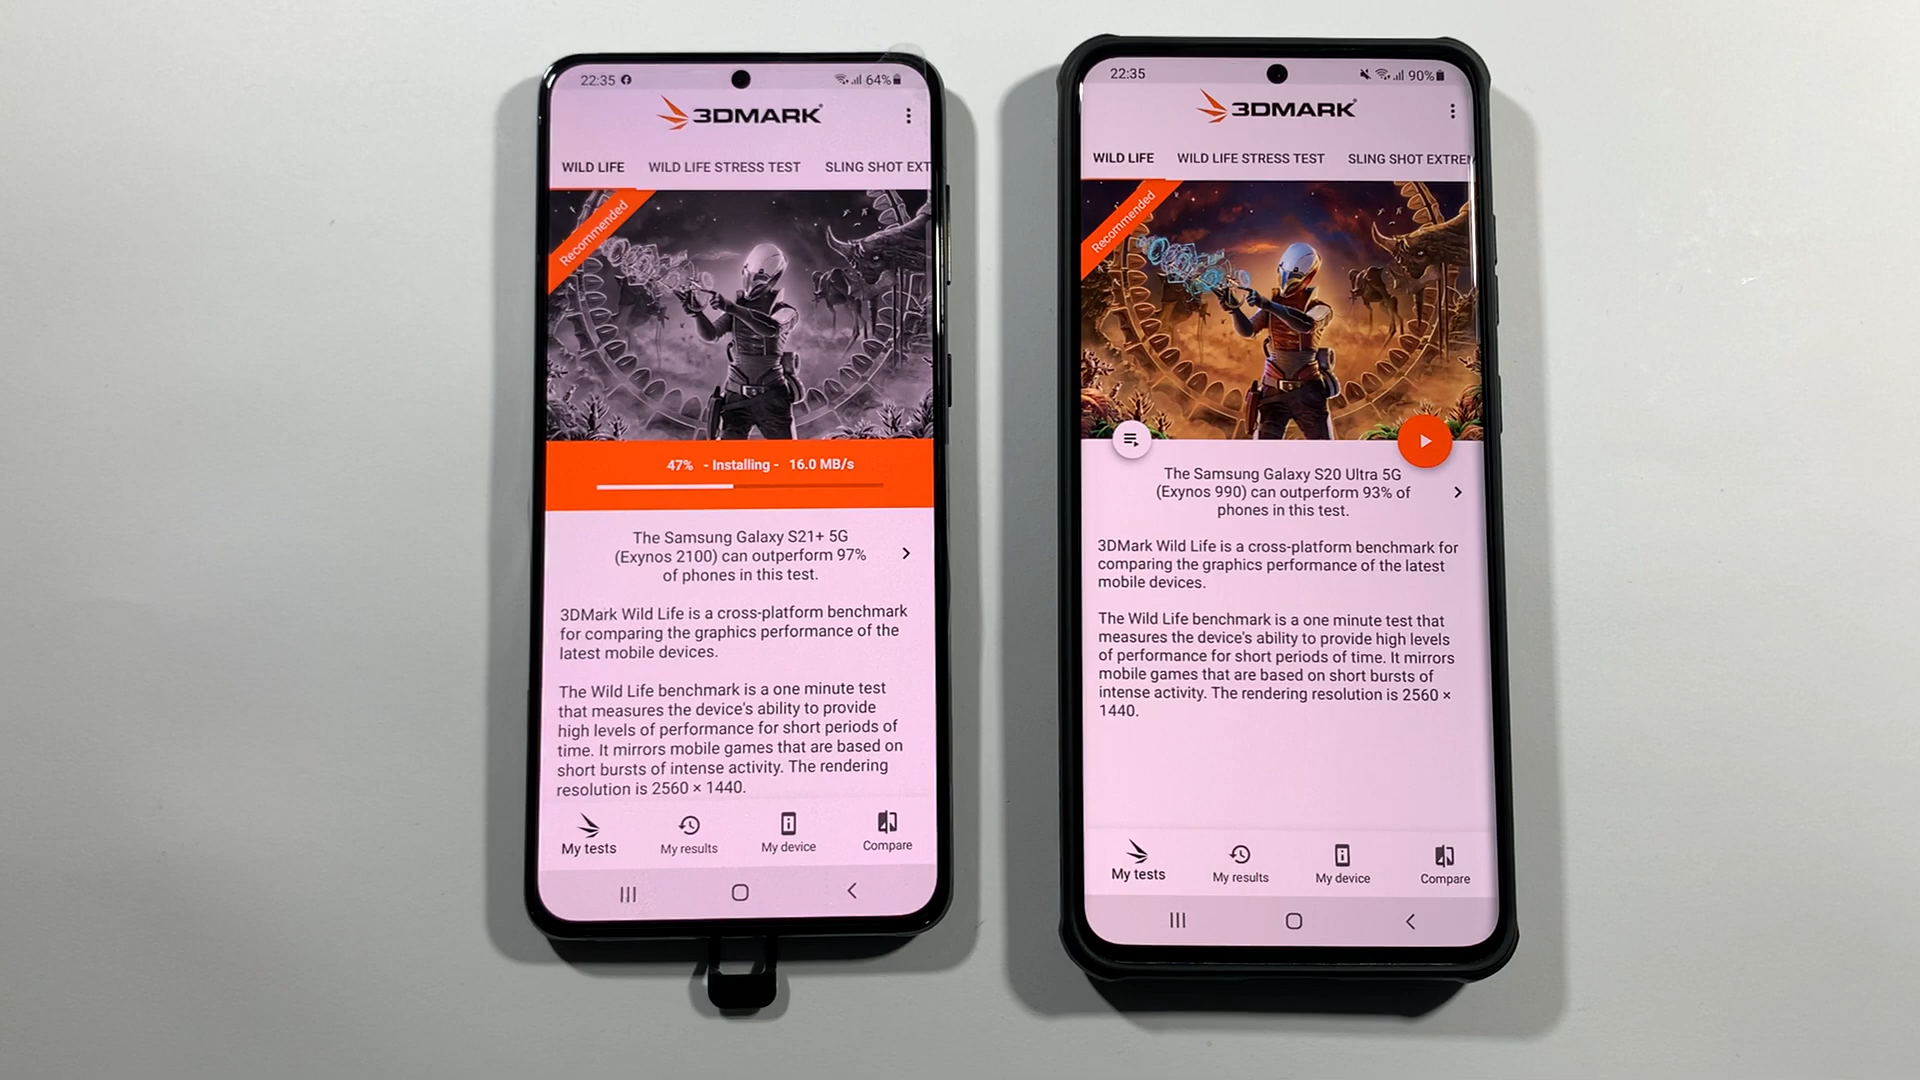 22:35
64%
3DMARK
WILD LIFE WILD LIFE STRESS TEST SLING SHOT EXT
Recommended
47% - Installing - 16.0 MB/s
The Samsung Galaxy S21+ 5G
(Exynos 2100) can outperform 97%
of phones in this test.
3DMark Wild Life is a cross-platform benchmark
for comparing the graphics performance of the
latest mobile devices.
The Wild Life benchmark is a one minute test
that measures the device's ability to provide
high levels of performance for short periods of
time. It mirrors mobile games that are based on
short bursts of intense activity. The rendering
resolution is 2560 × 1440.
My tests My results My device Compare
22:35
90%
3DMARK
WILD LIFE WILD LIFE STRESS TEST SLING SHOT EXTREM
Recommended
The Samsung Galaxy S20 Ultra 5G
(Exynos 990) can outperform 93% of
phones in this test.
3DMark Wild Life is a cross-platform benchmark for
comparing the graphics performance of the latest
mobile devices.
The Wild Life benchmark is a one minute test that
measures the device's ability to provide high levels
of performance for short periods of time. It mirrors
mobile games that are based on short bursts of
intense activity. The rendering resolution is 2560 ×
1440.
My tests My results My device Compare